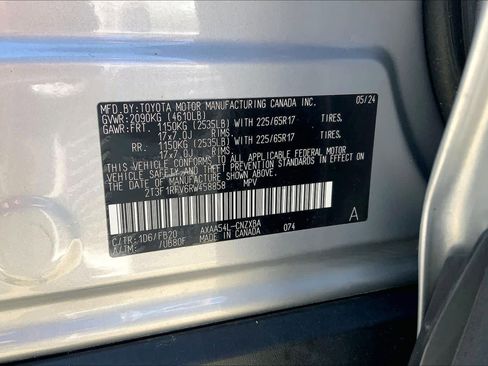 MFD.BY:TOYOTA MOTOR MANUFACTURING CANADA INC. 05/24
GVWR:2090KG (4610LB)
GAWR:FRT. 1150KG (2535LB) WITH 225/65R17 TIRES,
17x7.0J RIMS,
RR. 1150KG (2535LB) WITH 225/65R17 TIRES,
17x7.0J RIMS,
THIS VEHICLE CONFORMS TO ALL APPLICABLE FEDERAL MOTOR
VEHICLE SAFETY, BUMPER, AND THEFT PREVENTION STANDARDS IN
EFFECT ON THE DATE OF MANUFACTURE SHOWN ABOVE.
2T3F1RFV6RW458858 MPV
C/TR:1D6/FB20 AXAA54L-CNZXBA A
A/TM: /UB80F MADE IN CANADA 074